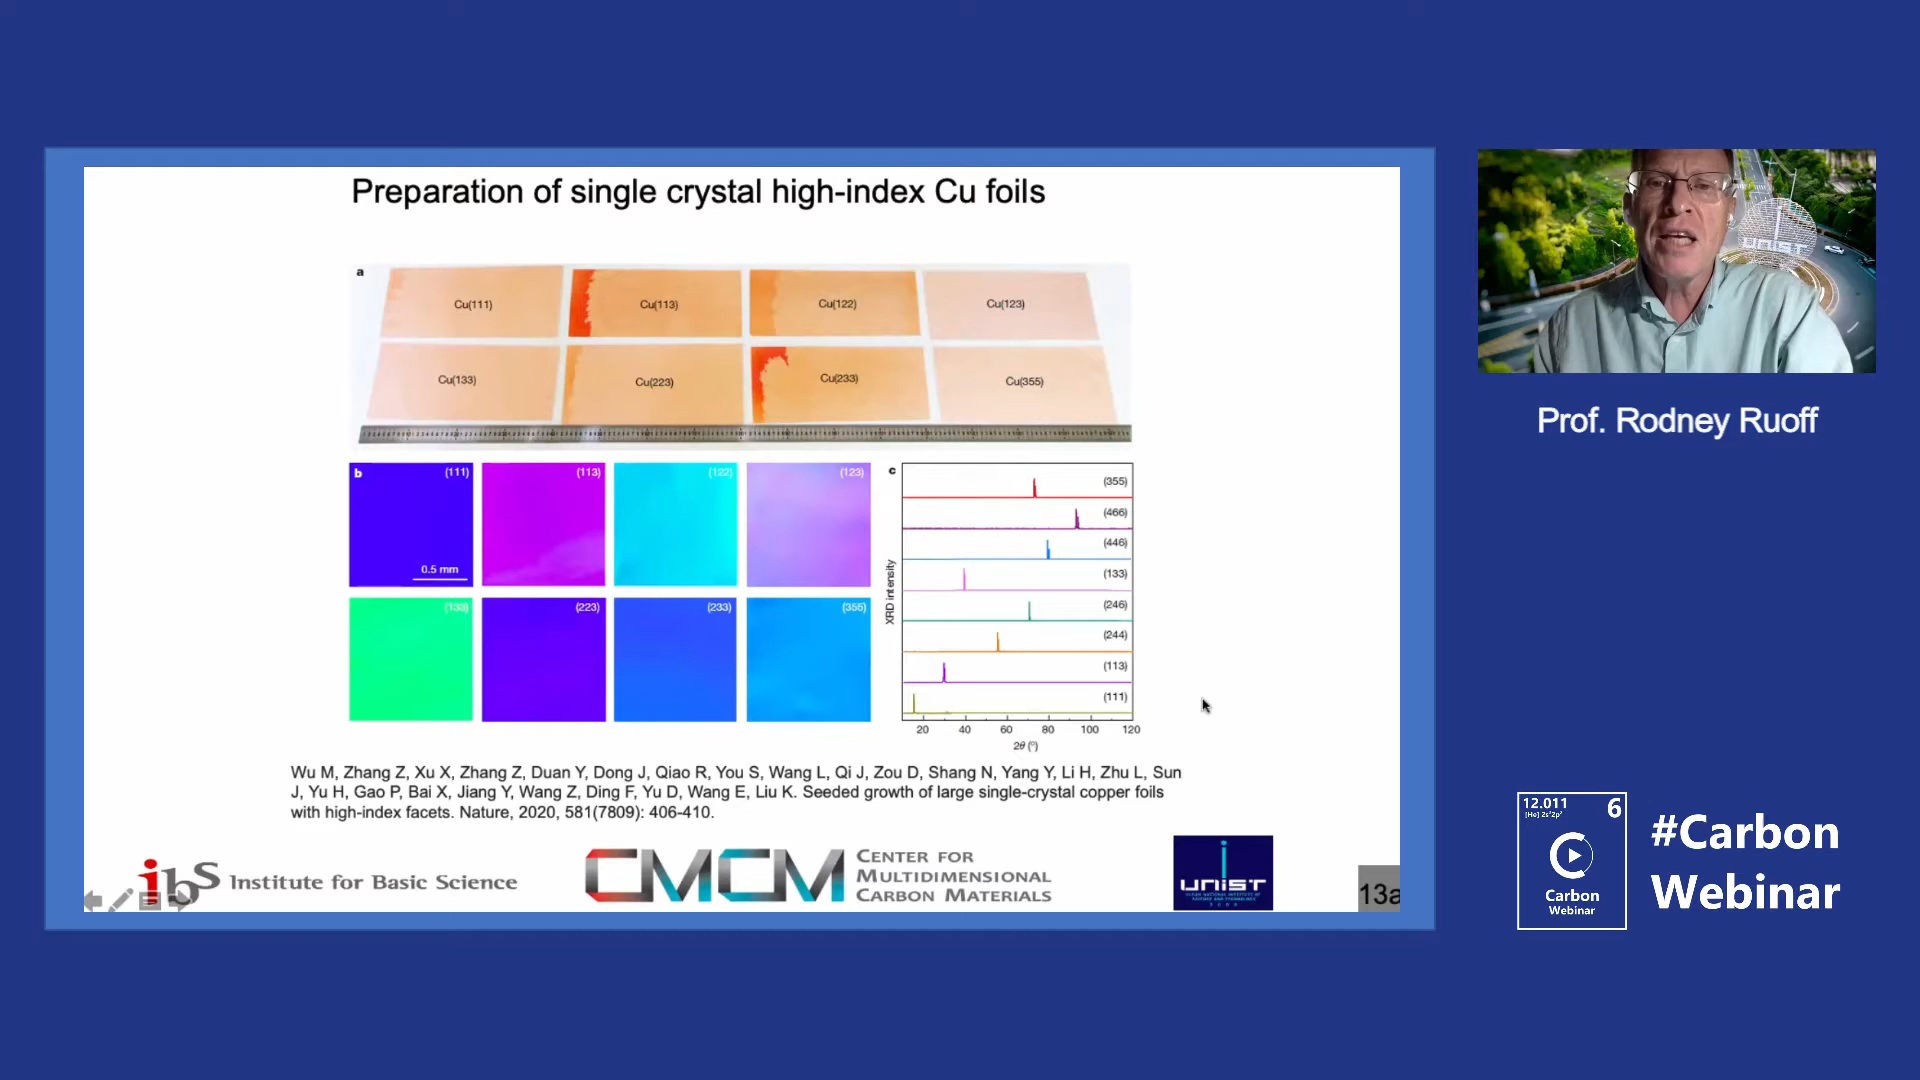 Preparation of single crystal high-index Cu foils
a
Cu(111)
Cu(113)
Cu(122)
Cu(123)
Cu(133)
Cu(223)
Cu(233)
Cu(355)
b
(111)
(113)
(122)
(123)
0.5 mm
(133)
(223)
(233)
(355)
c
XRD intensity
(355)
(466)
(446)
(133)
(246)
(244)
(113)
(111)
20 40 60 80 100 120
2θ (°)
Wu M, Zhang Z, Xu X, Zhang Z, Duan Y, Dong J, Qiao R, You S, Wang L, Qi J, Zou D, Shang N, Yang Y, Li H, Zhu L, Sun
J, Yu H, Gao P, Bai X, Jiang Y, Wang Z, Ding F, Yu D, Wang E, Liu K. Seeded growth of large single-crystal copper foils
with high-index facets. Nature, 2020, 581(7809): 406-410.
ibS Institute for Basic Science
CMCM
CENTER FOR
MULTIDIMENSIONAL
CARBON MATERIALS
UNIST
13a
Prof. Rodney Ruoff
12.011 6
[He] 2s²2p²
Carbon
Webinar
#Carbon
Webinar